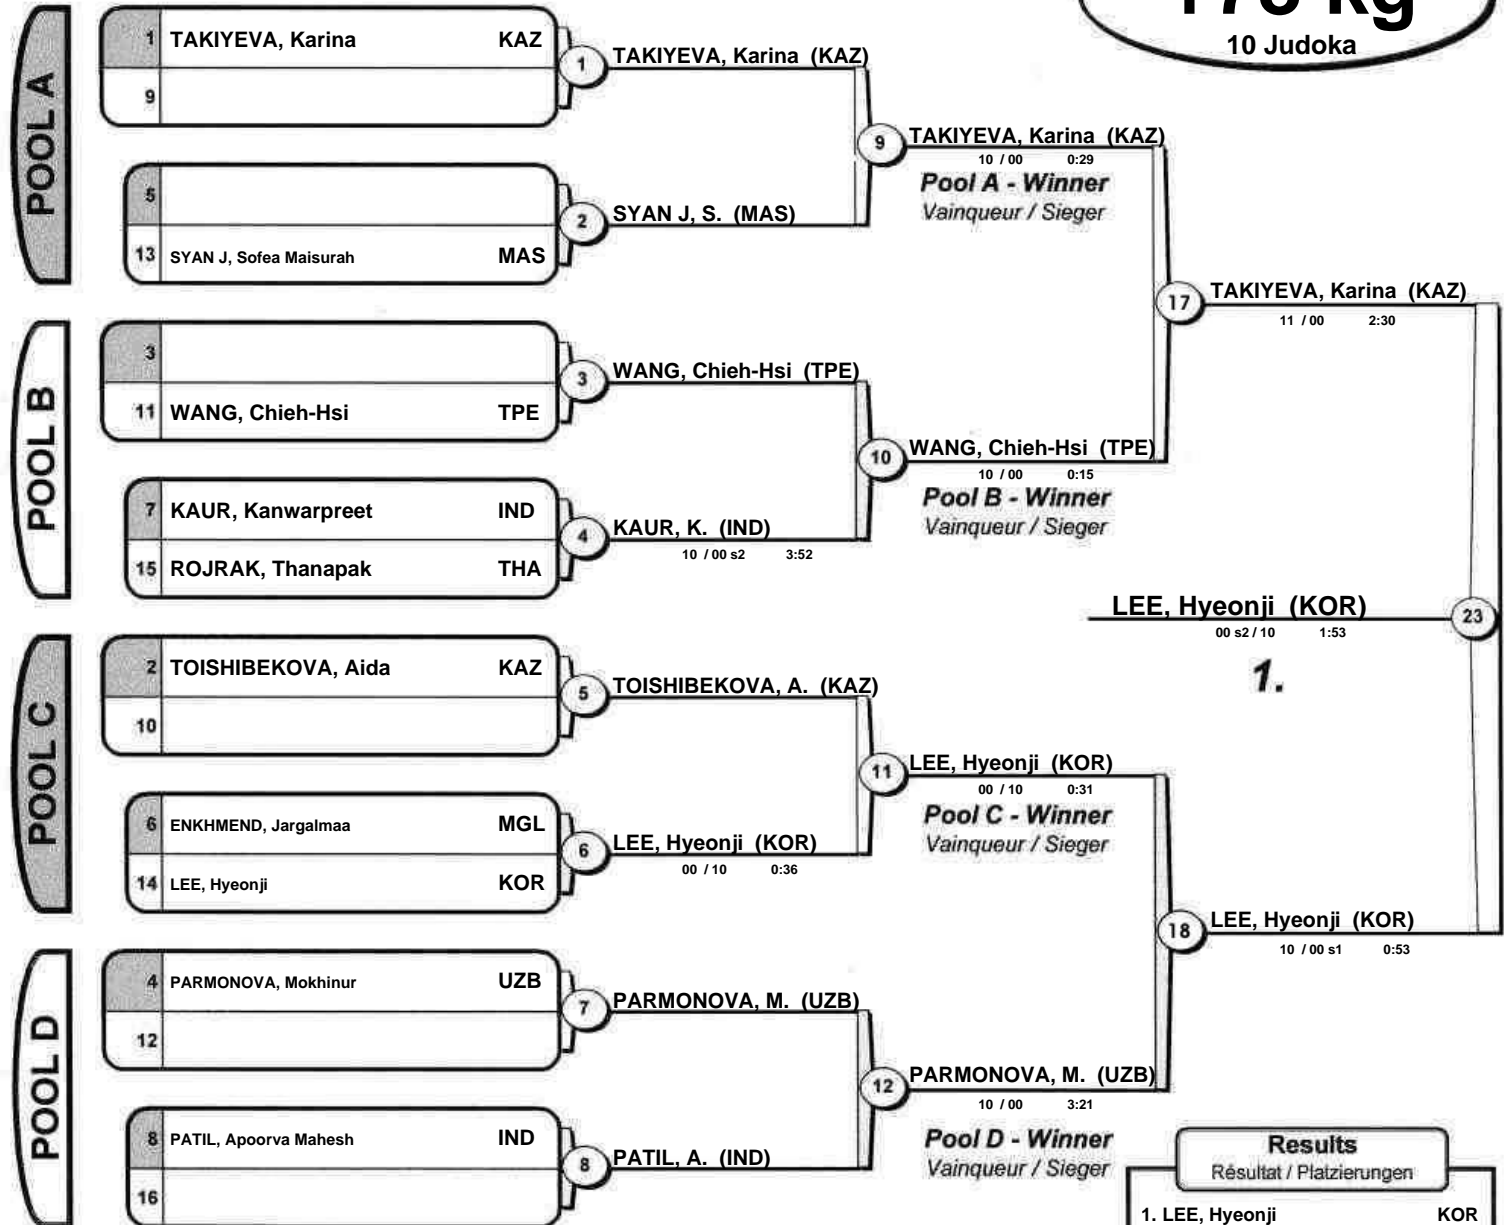 10 Judoka
POOL A
1 TAKIYEVA, Karina KAZ
9
1 TAKIYEVA, Karina (KAZ)
5
13 SYAN J, Sofea Maisurah MAS
2 SYAN J, S. (MAS)
9 TAKIYEVA, Karina (KAZ)
10 / 00 0:29
Pool A - Winner
Vainqueur / Sieger
POOL B
3
11 WANG, Chieh-Hsi TPE
3 WANG, Chieh-Hsi (TPE)
7 KAUR, Kanwarpreet IND
15 ROJRAK, Thanapak THA
4 KAUR, K. (IND)
10 / 00 s2 3:52
10 WANG, Chieh-Hsi (TPE)
10 / 00 0:15
Pool B - Winner
Vainqueur / Sieger
17 TAKIYEVA, Karina (KAZ)
11 / 00 2:30
LEE, Hyeonji (KOR) 23
00 s2 / 10 1:53
1.
POOL C
2 TOISHIBEKOVA, Aida KAZ
10
5 TOISHIBEKOVA, A. (KAZ)
6 ENKHMEND, Jargalmaa MGL
14 LEE, Hyeonji KOR
6 LEE, Hyeonji (KOR)
00 / 10 0:36
11 LEE, Hyeonji (KOR)
00 / 10 0:31
Pool C - Winner
Vainqueur / Sieger
POOL D
4 PARMONOVA, Mokhinur UZB
12
7 PARMONOVA, M. (UZB)
8 PATIL, Apoorva Mahesh IND
16
8 PATIL, A. (IND)
12 PARMONOVA, M. (UZB)
10 / 00 3:21
Pool D - Winner
Vainqueur / Sieger
18 LEE, Hyeonji (KOR)
10 / 00 s1 0:53
Results
Résultat / Platzierungen
1. LEE, Hyeonji KOR